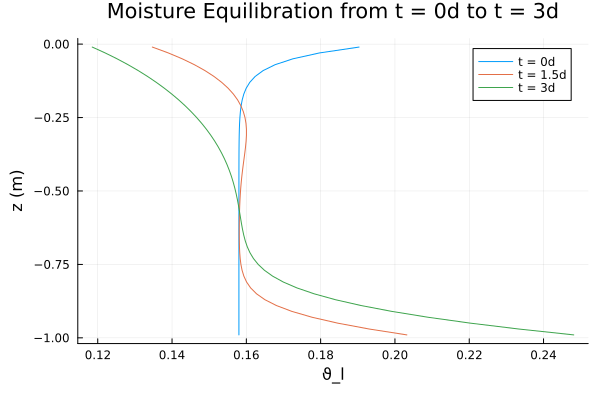 Moisture Equilibration from t = 0d to t = 3d
0.00
t = 0d
t = 1.5d
t = 3d
−0.25
z (m)
−0.50
−0.75
−1.00
0.12 0.14 0.16 0.18 0.20 0.22 0.24
ϑ_l